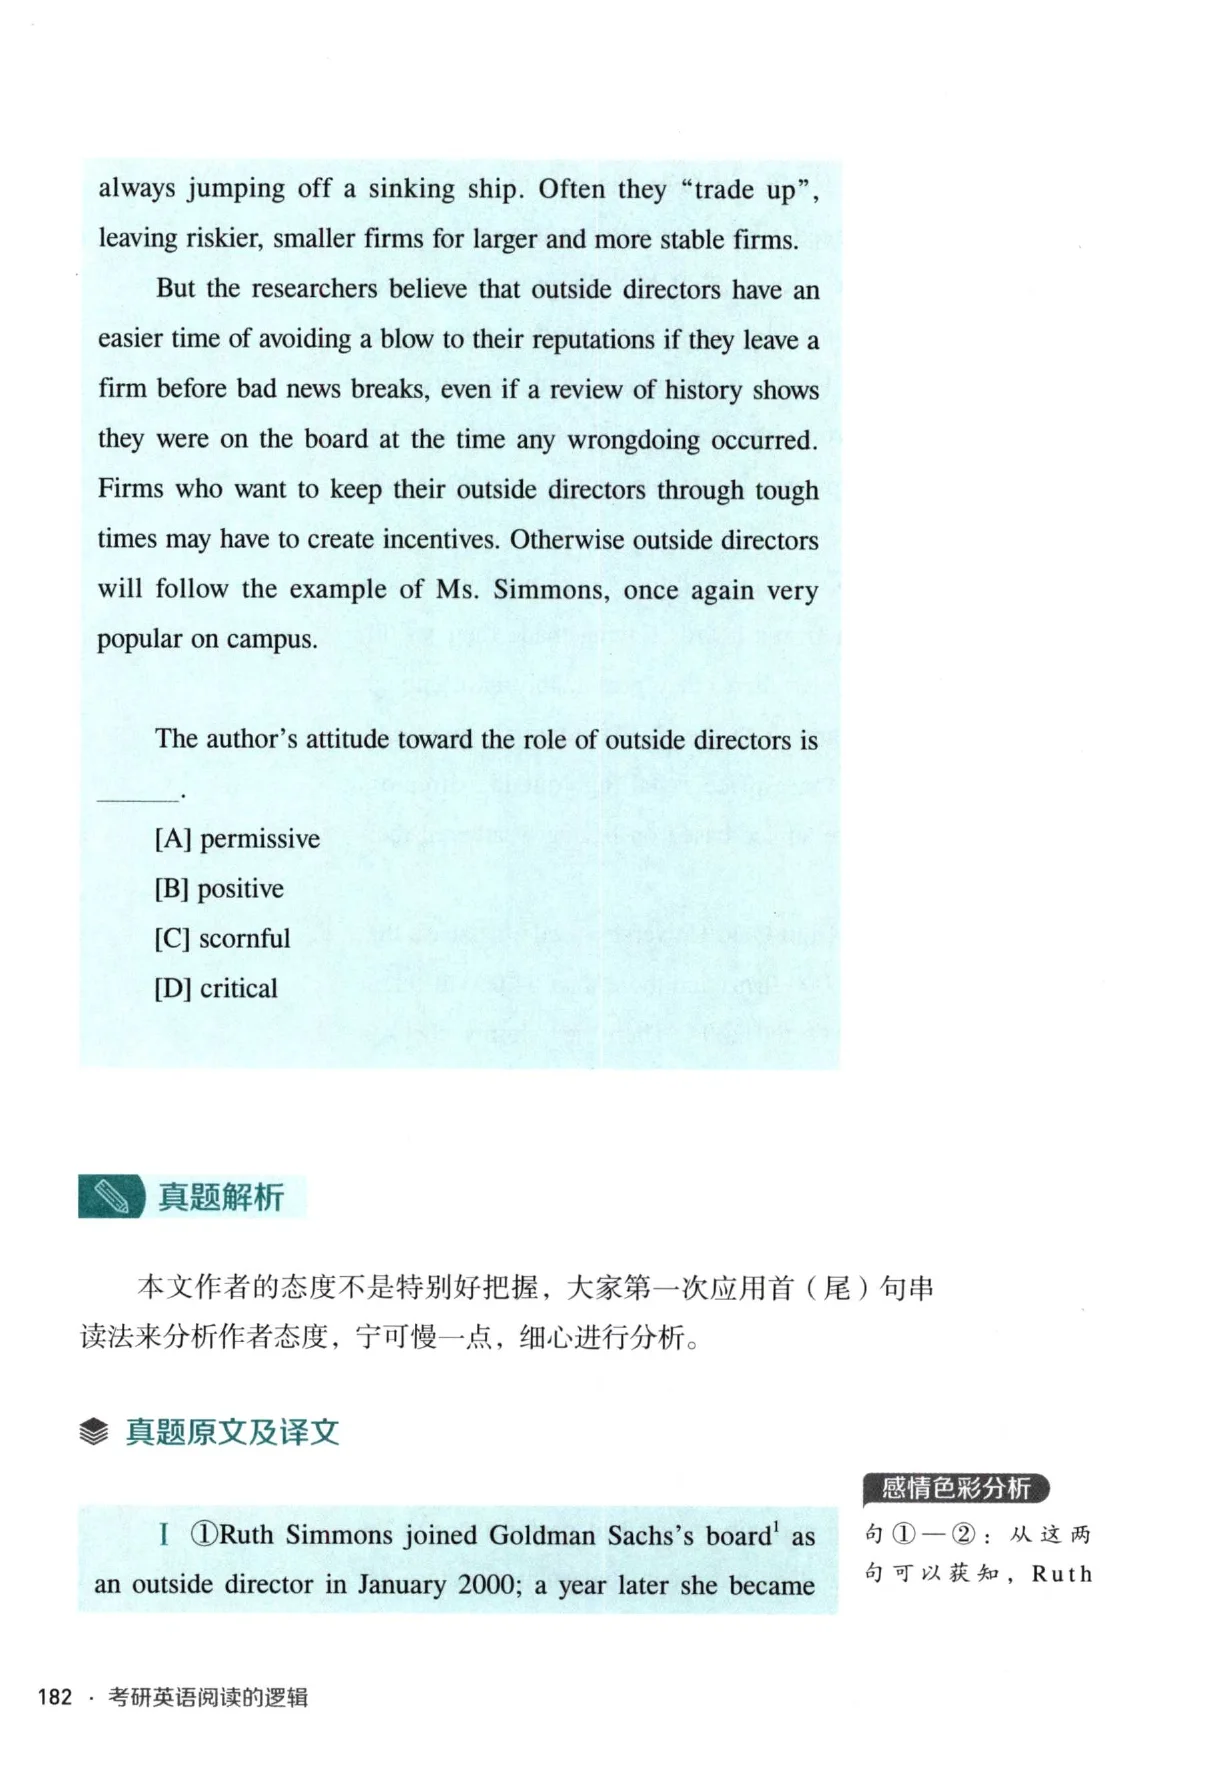 always jumping off a sinking ship. Often they “trade up”,
leaving riskier, smaller firms for larger and more stable firms.
But the researchers believe that outside directors have an
easier time of avoiding a blow to their reputations if they leave a
firm before bad news breaks, even if a review of history shows
they were on the board at the time any wrongdoing occurred.
Firms who want to keep their outside directors through tough
times may have to create incentives. Otherwise outside directors
will follow the example of Ms. Simmons, once again very
popular on campus.
The author’s attitude toward the role of outside directors is
________.
[A] permissive
[B] positive
[C] scornful
[D] critical
真题解析
本文作者的态度不是特别好把握，大家第一次应用首（尾）句串
读法来分析作者态度，宁可慢一点，细心进行分析。
真题原文及译文
I ①Ruth Simmons joined Goldman Sachs’s board¹ as
an outside director in January 2000; a year later she became
感情色彩分析
句①—②：从这两
句可以获知，Ruth
182 · 考研英语阅读的逻辑